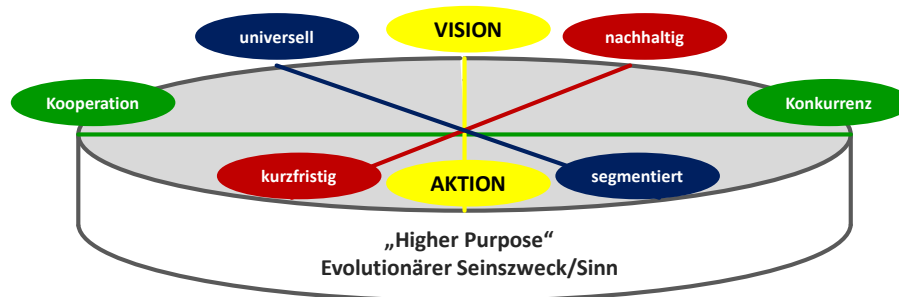 universell
VISION
nachhaltig
Kooperation
Konkurrenz
kurzfristig
AKTION
segmentiert
„Higher Purpose“
Evolutionärer Seinszweck/Sinn